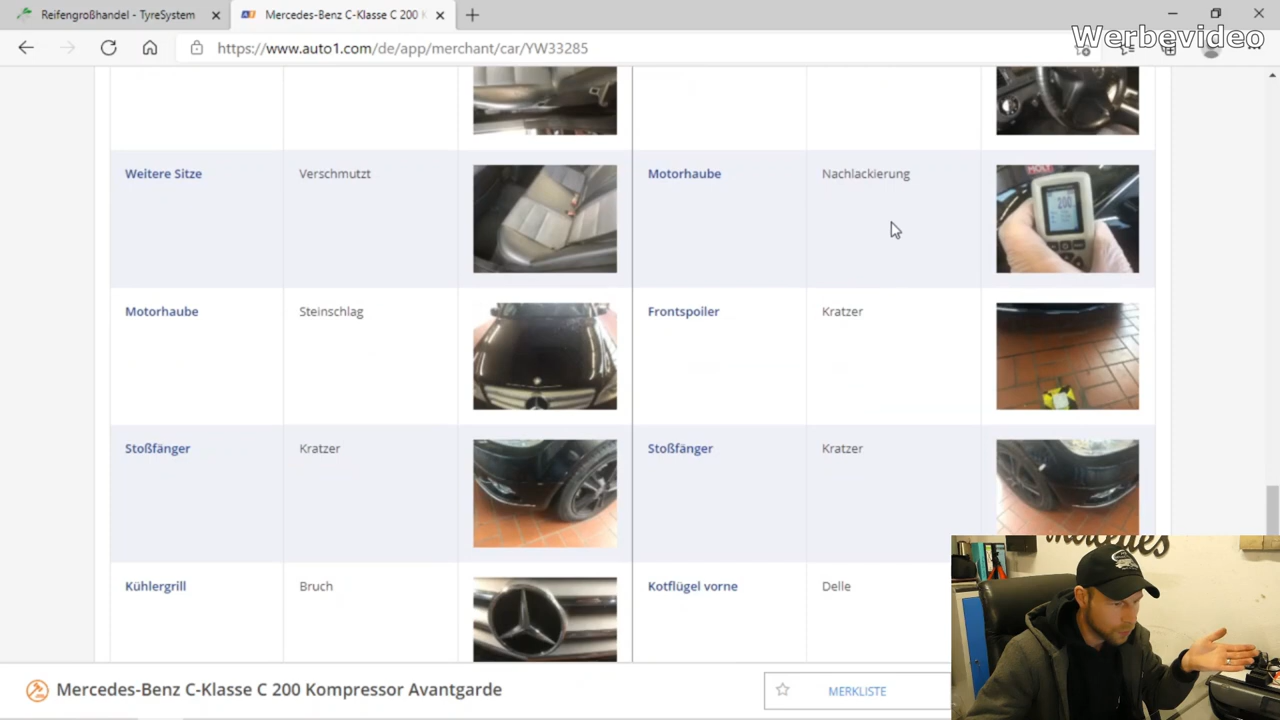 Reifengroßhandel - TyreSystem
Mercedes-Benz C-Klasse C 200 K
https://www.auto1.com/de/app/merchant/car/YW33285
Werbevideo
Weitere Sitze
Verschmutzt
Motorhaube
Nachlackierung
200
Motorhaube
Steinschlag
Frontspoiler
Kratzer
Stoßfänger
Kratzer
Stoßfänger
Kratzer
Kühlergrill
Bruch
Kotflügel vorne
Delle
Mercedes-Benz C-Klasse C 200 Kompressor Avantgarde
MERKLISTE
mercedes